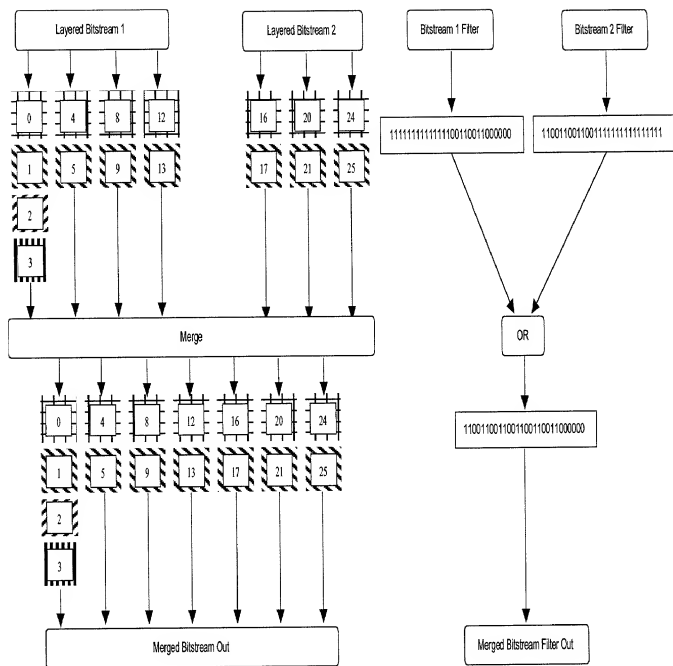 Layered Bitstream 1
Layered Bitstream 2
Bitstream 1 Filter
Bitstream 2 Filter
0 4 8 12 16 20 24
1111111111111111001100110000000
1100110011001111111111111111
1 5 9 13 17 21 25
2
3
Merge
OR
0 4 8 12 16 20 24
1100110011001100110011000000
1 5 9 13 17 21 25
2
3
Merged Bitstream Out
Merged Bitstream Filter Out